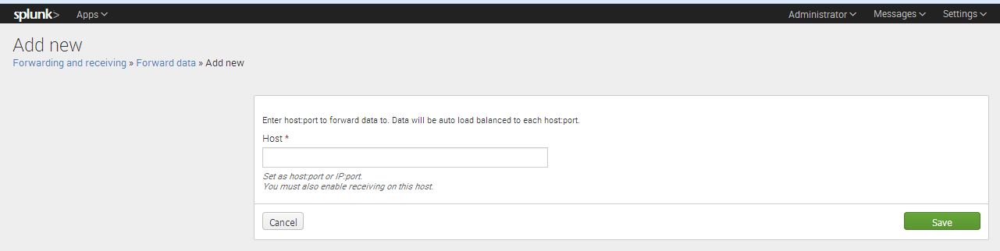 splunk> Apps Administrator Messages Settings
Add new
Forwarding and receiving » Forward data » Add new
Enter host:port to forward data to. Data will be auto load balanced to each host:port.
Host *
Set as host:port or IP:port.
You must also enable receiving on this host.
Cancel Save